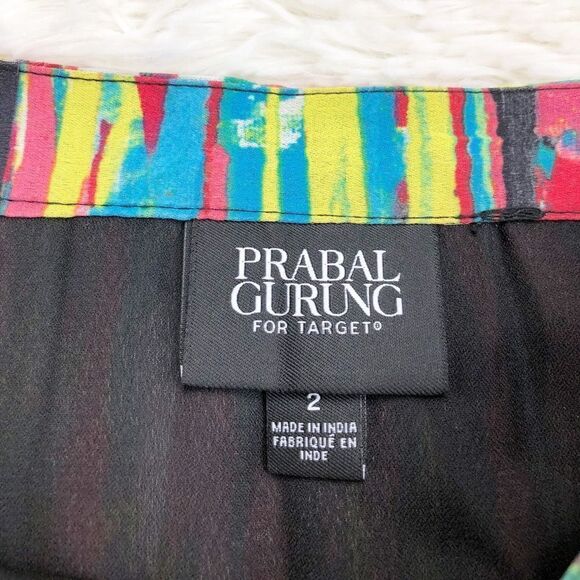 PRABAL
GURUNG
FOR TARGET®
2
MADE IN INDIA
FABRIQUÉ EN
INDE